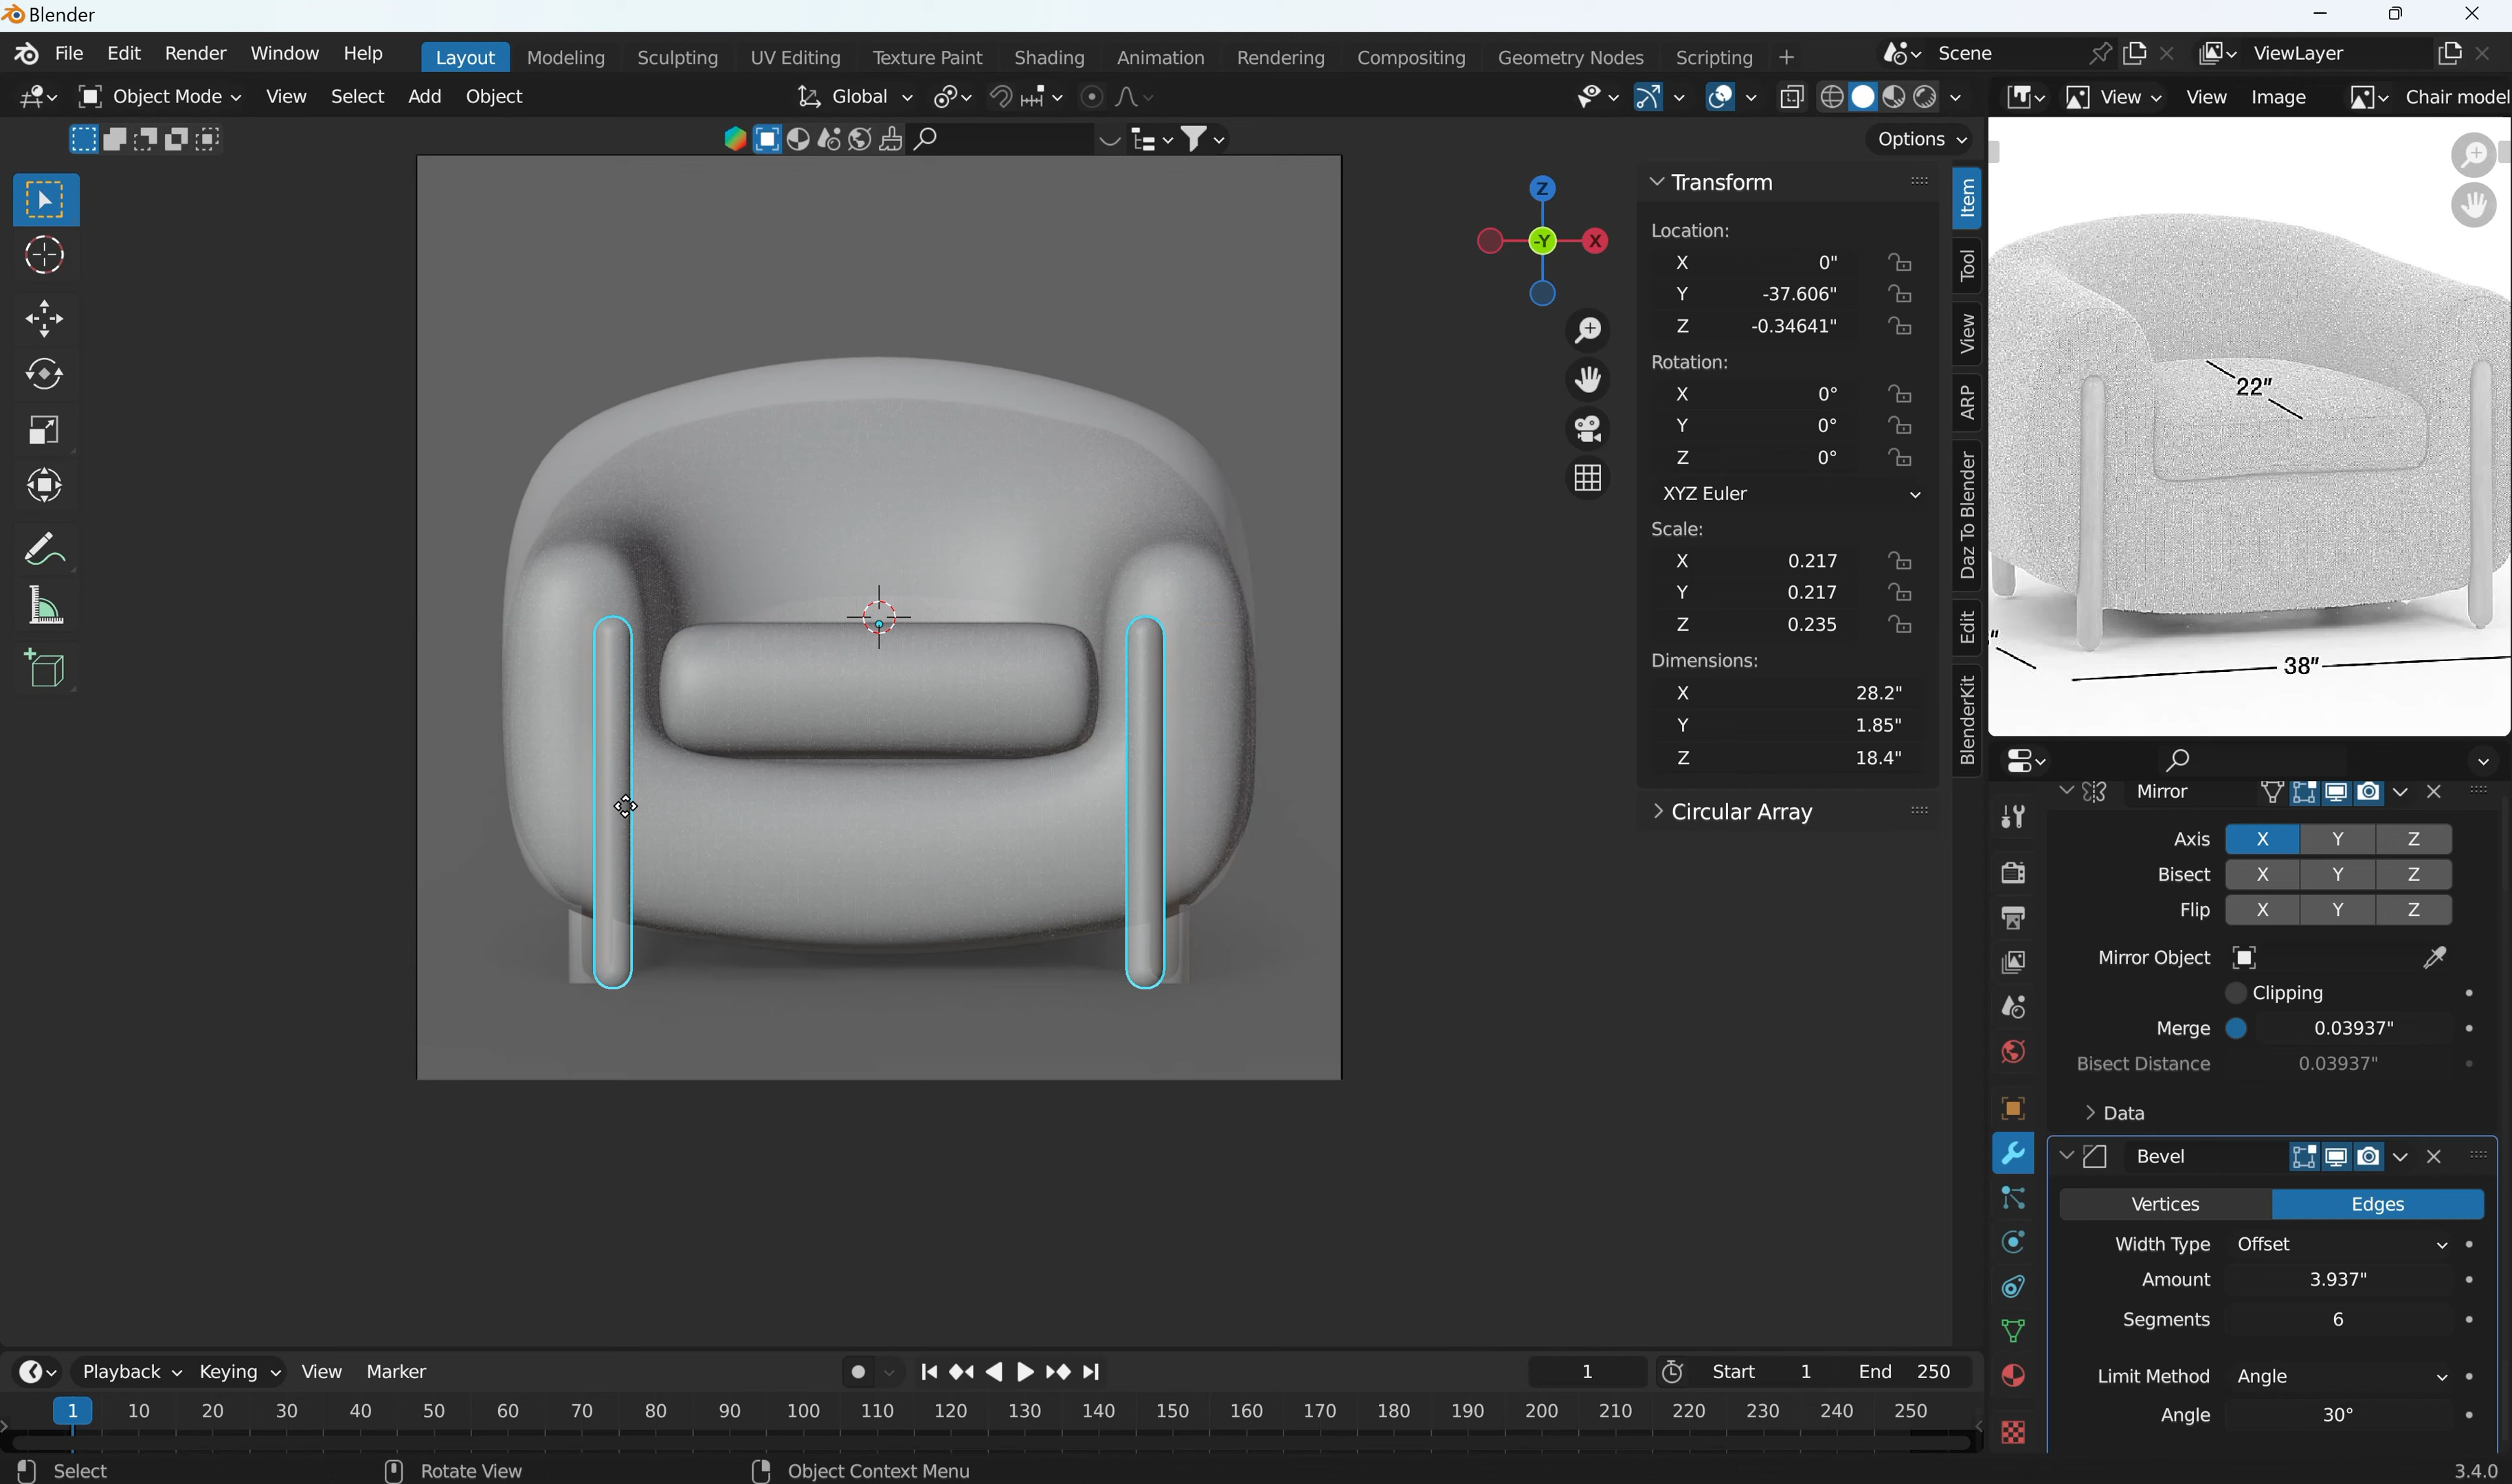 Blender
File Edit Render Window Help Layout Modeling Sculpting UV Editing Texture Paint Shading Animation Rendering Compositing Geometry Nodes Scripting + Scene ViewLayer
Object Mode View Select Add Object Global View View Image Chair model
Options
Z
-Y X
Transform
Location:
X 0"
Y -37.606"
Z -0.34641"
Rotation:
X 0°
Y 0°
Z 0°
XYZ Euler
Scale:
X 0.217
Y 0.217
Z 0.235
Dimensions:
X 28.2"
Y 1.85"
Z 18.4"
Circular Array
Item
Tool
View
ARP
Daz To Blender
Edit
BlenderKit
22"
"
38"
Mirror
Axis X Y Z
Bisect X Y Z
Flip X Y Z
Mirror Object
Clipping
Merge 0.03937"
Bisect Distance 0.03937"
Data
Bevel
Vertices Edges
Width Type Offset
Amount 3.937"
Segments 6
Limit Method Angle
Angle 30°
Playback Keying View Marker 1 Start 1 End 250
1 10 20 30 40 50 60 70 80 90 100 110 120 130 140 150 160 170 180 190 200 210 220 230 240 250
Select Rotate View Object Context Menu 3.4.0